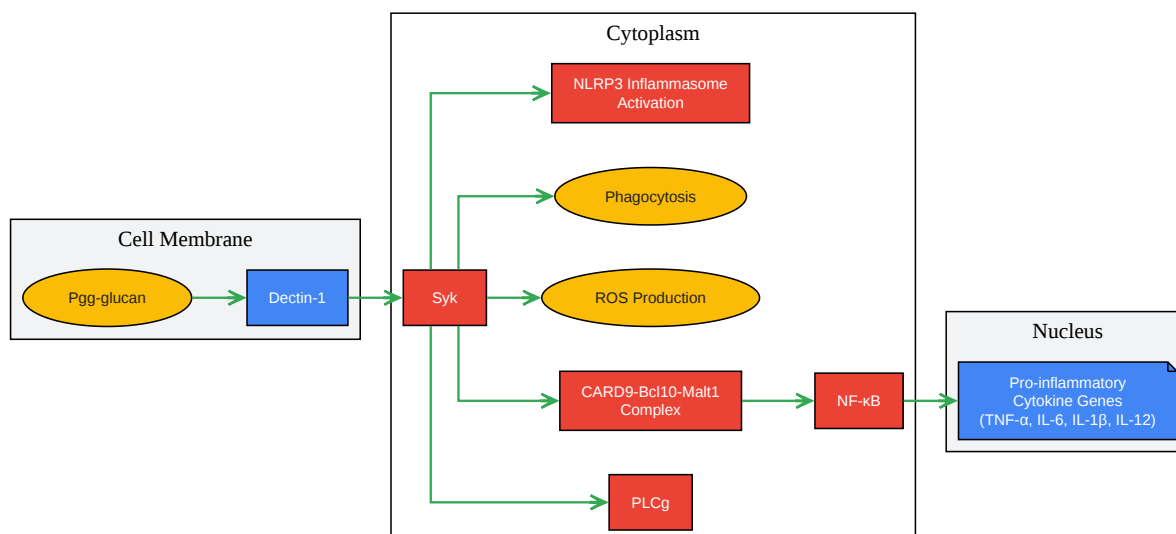 Cytoplasm
NLRP3 Inflammasome
Activation
Phagocytosis
Cell Membrane
Pgg-glucan
Dectin-1
Syk
ROS Production
CARD9-Bcl10-Malt1
Complex
NF-κB
Nucleus
Pro-inflammatory
Cytokine Genes
(TNF-α, IL-6, IL-1β, IL-12)
PLCg